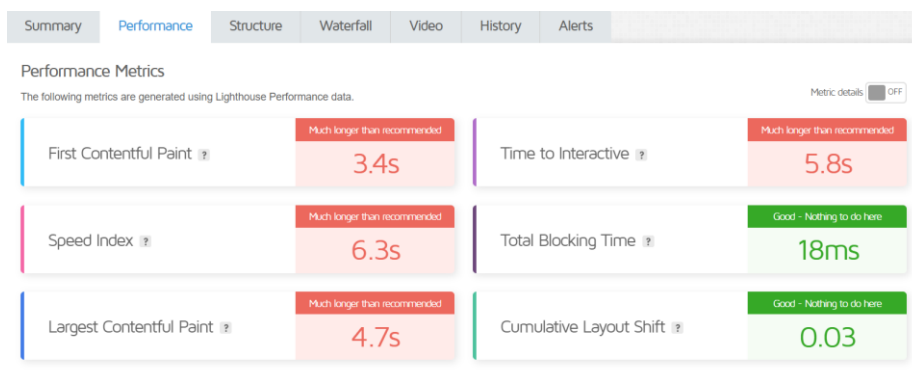 Summary Performance Structure Waterfall Video History Alerts
Performance Metrics
The following metrics are generated using Lighthouse Performance data.
Metric details OFF
First Contentful Paint ?
Much longer than recommended
3.4s
Time to Interactive ?
Much longer than recommended
5.8s
Speed Index ?
Much longer than recommended
6.3s
Total Blocking Time ?
Good - Nothing to do here
18ms
Largest Contentful Paint ?
Much longer than recommended
4.7s
Cumulative Layout Shift ?
Good - Nothing to do here
0.03